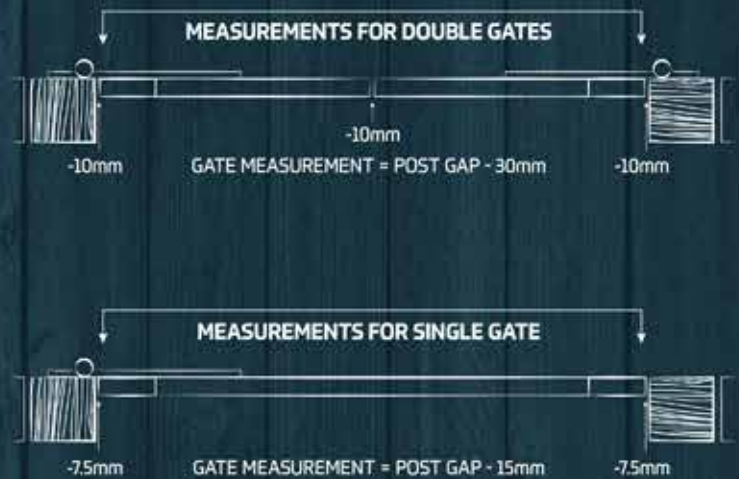 MEASUREMENTS FOR DOUBLE GATES
-10mm
-10mm GATE MEASUREMENT = POST GAP - 30mm -10mm
MEASUREMENTS FOR SINGLE GATE
-7.5mm GATE MEASUREMENT = POST GAP - 15mm -7.5mm